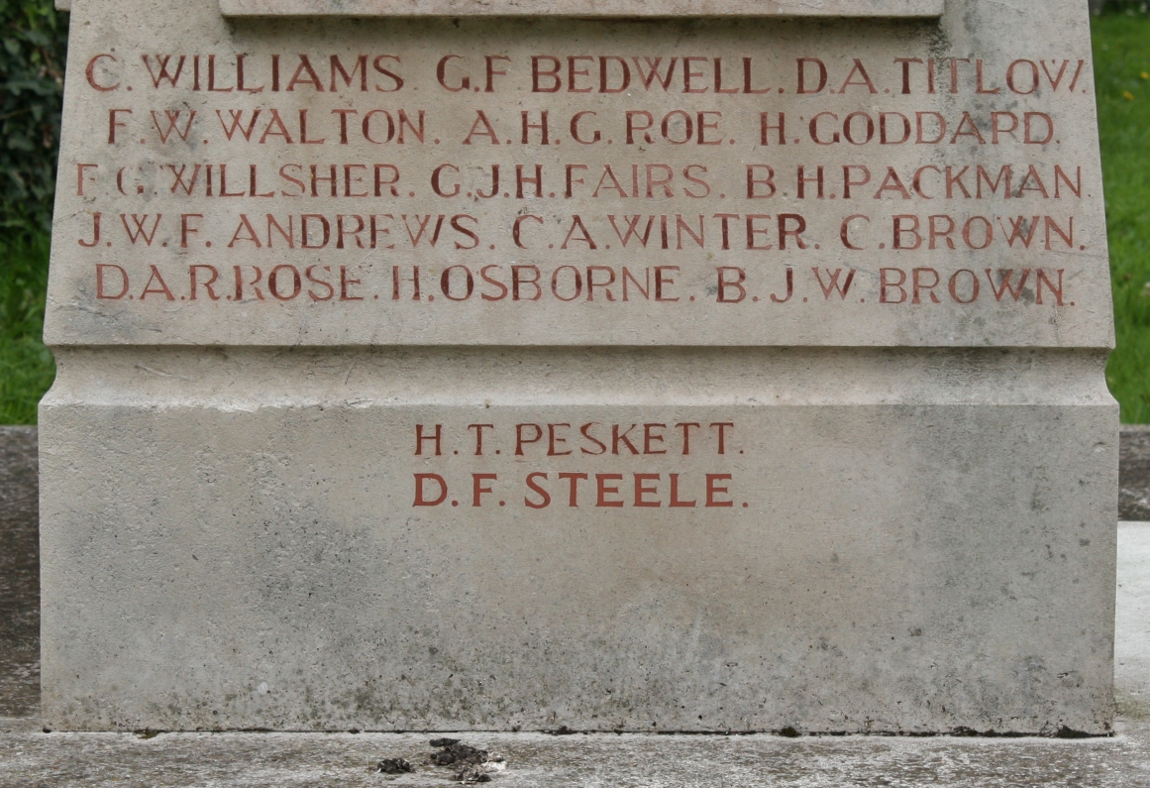 C. WILLIAMS. G.F BEDWELL. D.A.TITLOW.
F. W. WALTON. A.H.G. ROE. H.GODDARD.
F. G. WILLSHER. G.J.H.FAIRS. B.H.PACKMAN.
J.W.F. ANDREWS. C.A.WINTER. C.BROWN.
D.A.R.ROSE. H.OSBORNE. B.J.W. BROWN.
H.T.PESKETT.
D.F. STEELE.